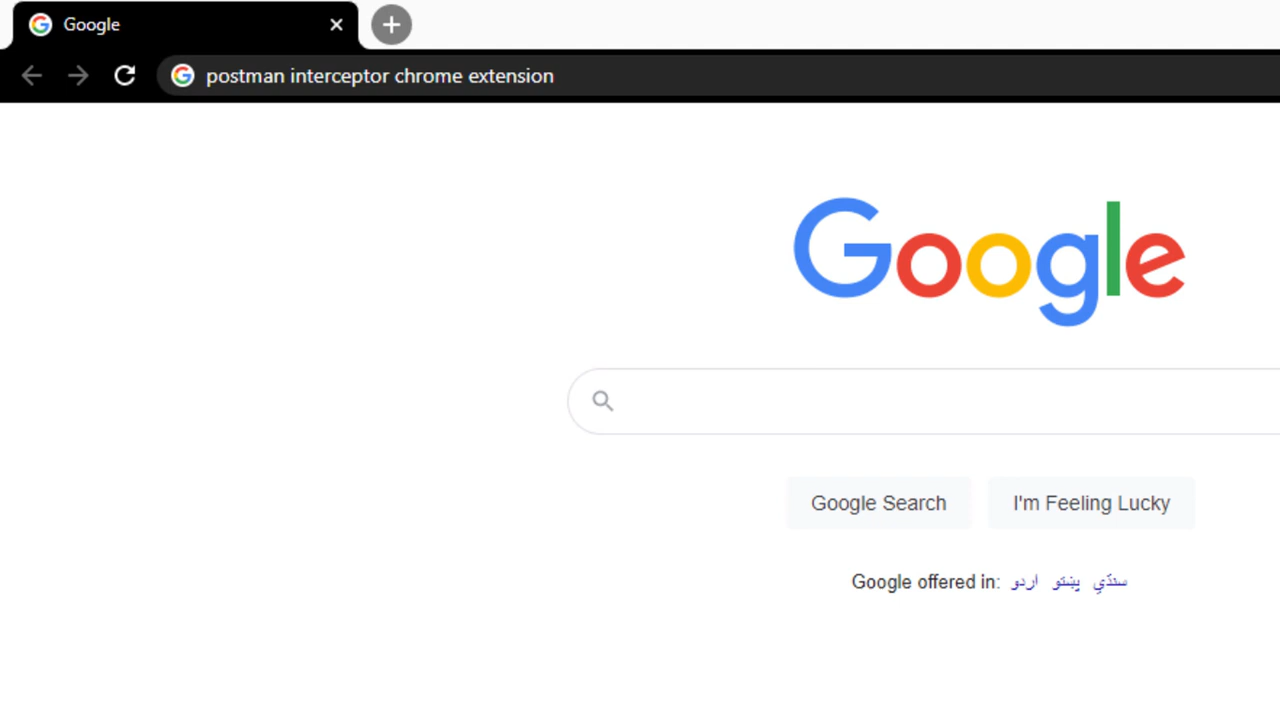 Google
postman interceptor chrome extension
Google
Google Search I'm Feeling Lucky
Google offered in: اردو پښتو سنڌي